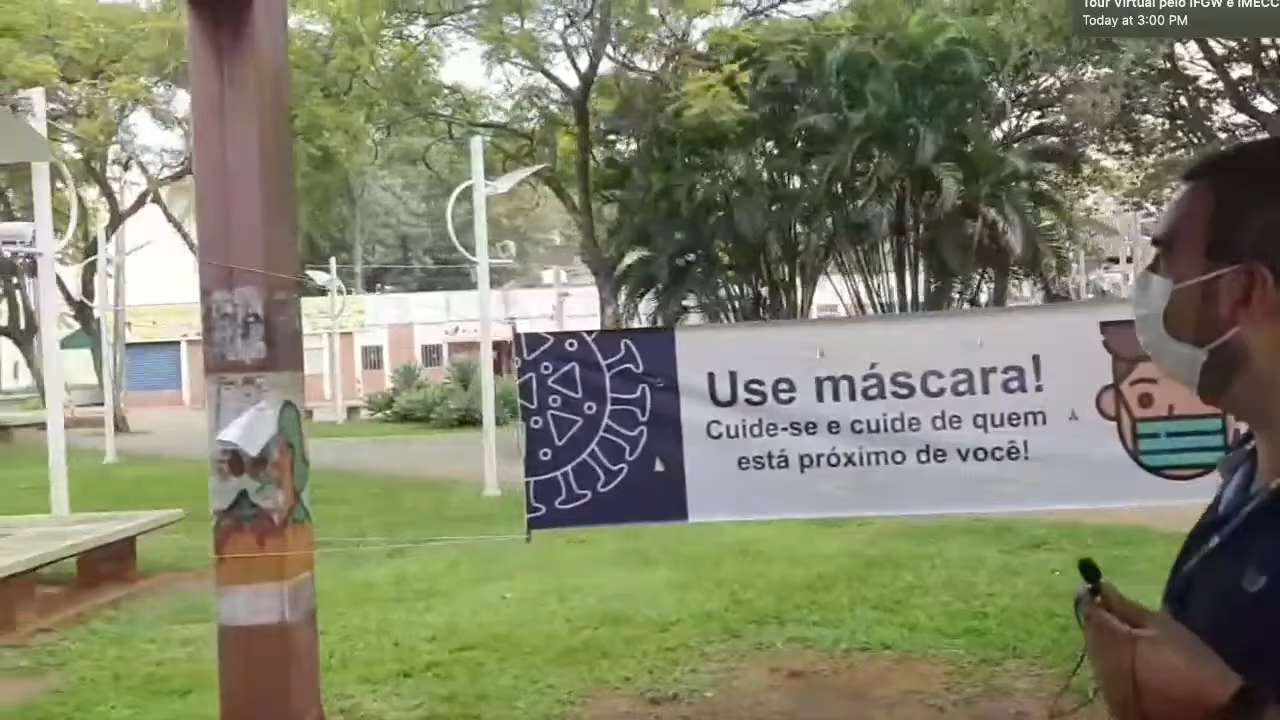 Tour Virtual pelo IFGW e IMECC
Today at 3:00 PM
Use máscara!
Cuide-se e cuide de quem
está próximo de você!